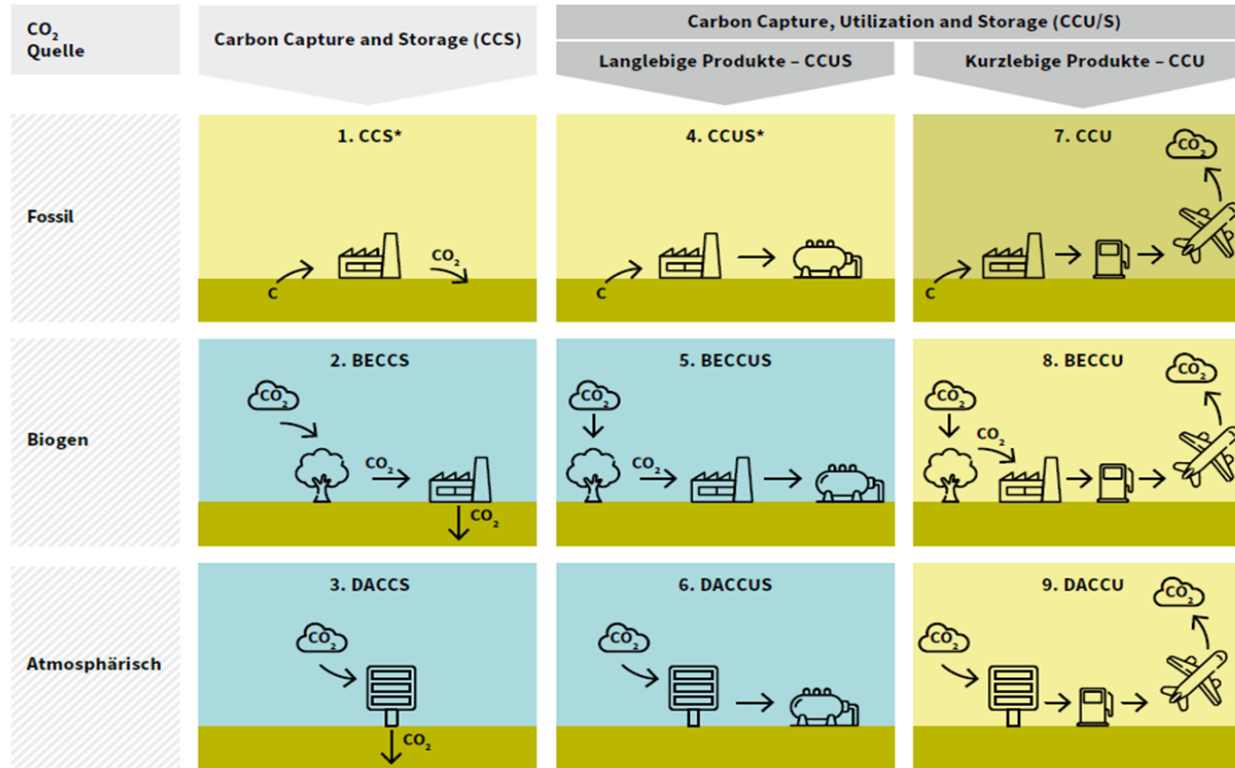 CO₂
Quelle
Carbon Capture and Storage (CCS)
Carbon Capture, Utilization and Storage (CCU/S)
Langlebige Produkte – CCUS
Kurzlebige Produkte – CCU
Fossil
1. CCS*
C
CO₂
4. CCUS*
C
7. CCU
C
CO₂
Biogen
2. BECCS
CO₂
CO₂
CO₂
5. BECCUS
CO₂
CO₂
8. BECCU
CO₂
CO₂
CO₂
Atmosphärisch
3. DACCS
CO₂
CO₂
6. DACCUS
CO₂
9. DACCU
CO₂
CO₂